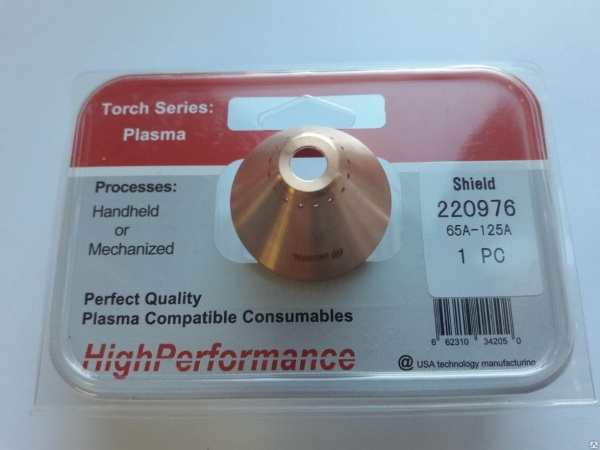 Torch Series:
Plasma
Processes:
Handheld
or
Mechanized
Shield
220976
65A-125A
1 PC
Perfect Quality
Plasma Compatible Consumables
HighPerformance
6 62310 34205 0
@ USA technology manufacturing